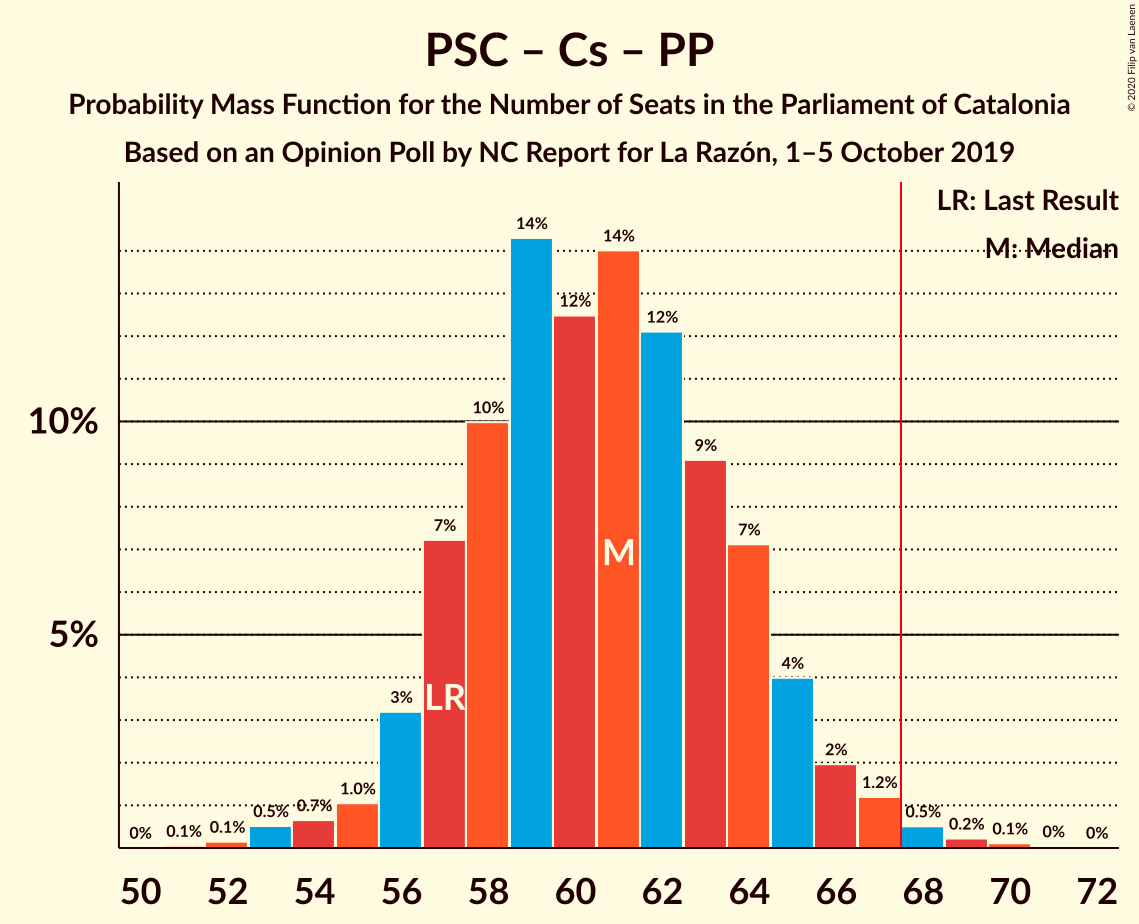 PSC – Cs – PP
Probability Mass Function for the Number of Seats in the Parliament of Catalonia
Based on an Opinion Poll by NC Report for La Razón, 1–5 October 2019
© 2020 Filip van Laenen
LR: Last Result
M: Median
10%
5%
0%
0.1%
0.1%
0.5%
0.7%
1.0%
3%
7%
10%
14%
12%
14%
12%
9%
7%
4%
2%
1.2%
0.5%
0.2%
0.1%
0%
0%
LR
M
50 52 54 56 58 60 62 64 66 68 70 72